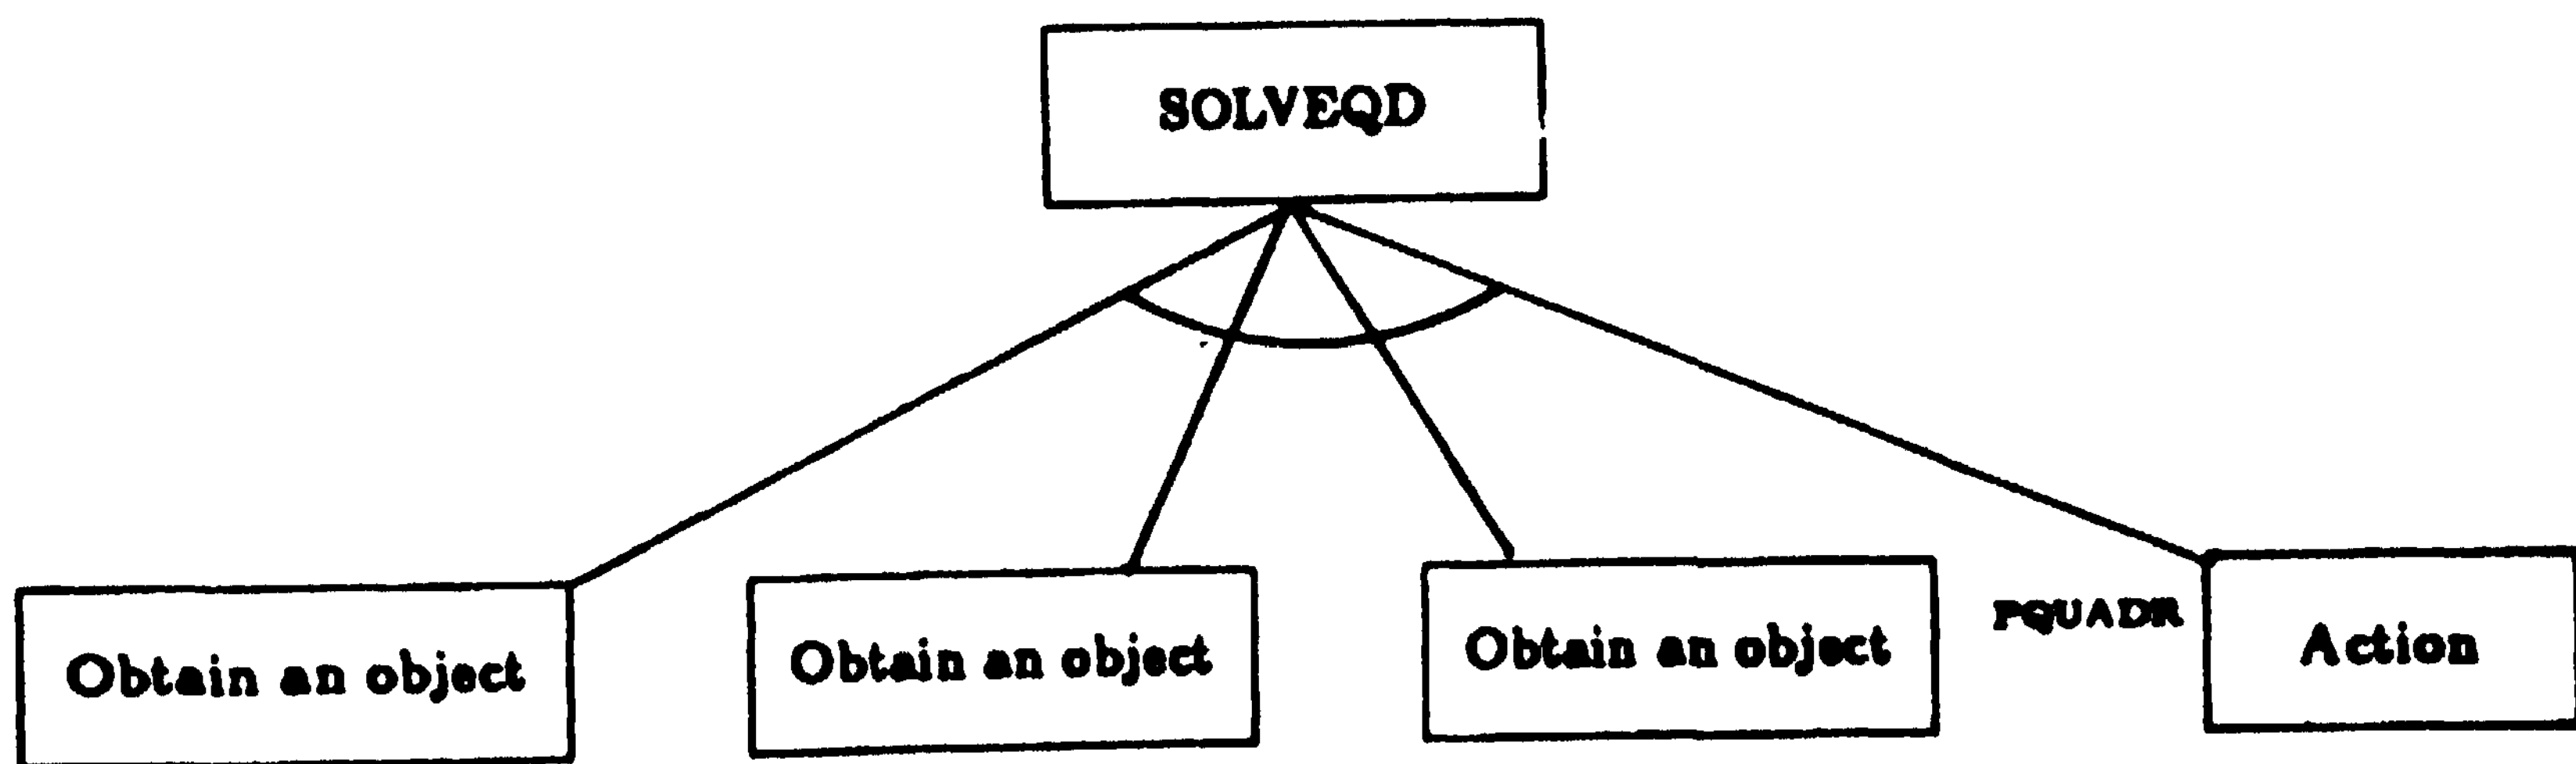 SOLVEQD
Obtain an object
Obtain an object
Obtain an object
PQUADR
Action